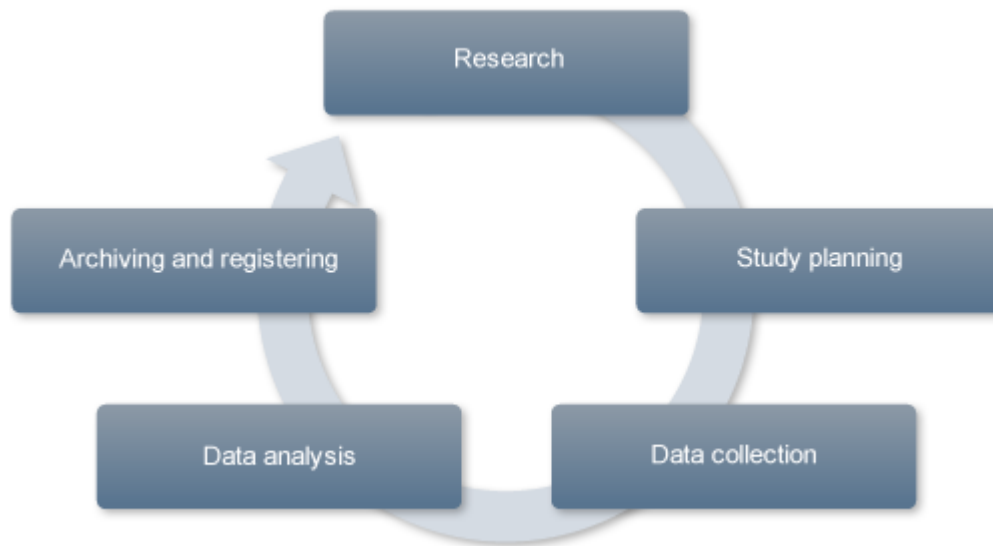 Research
Study planning
Data collection
Data analysis
Archiving and registering